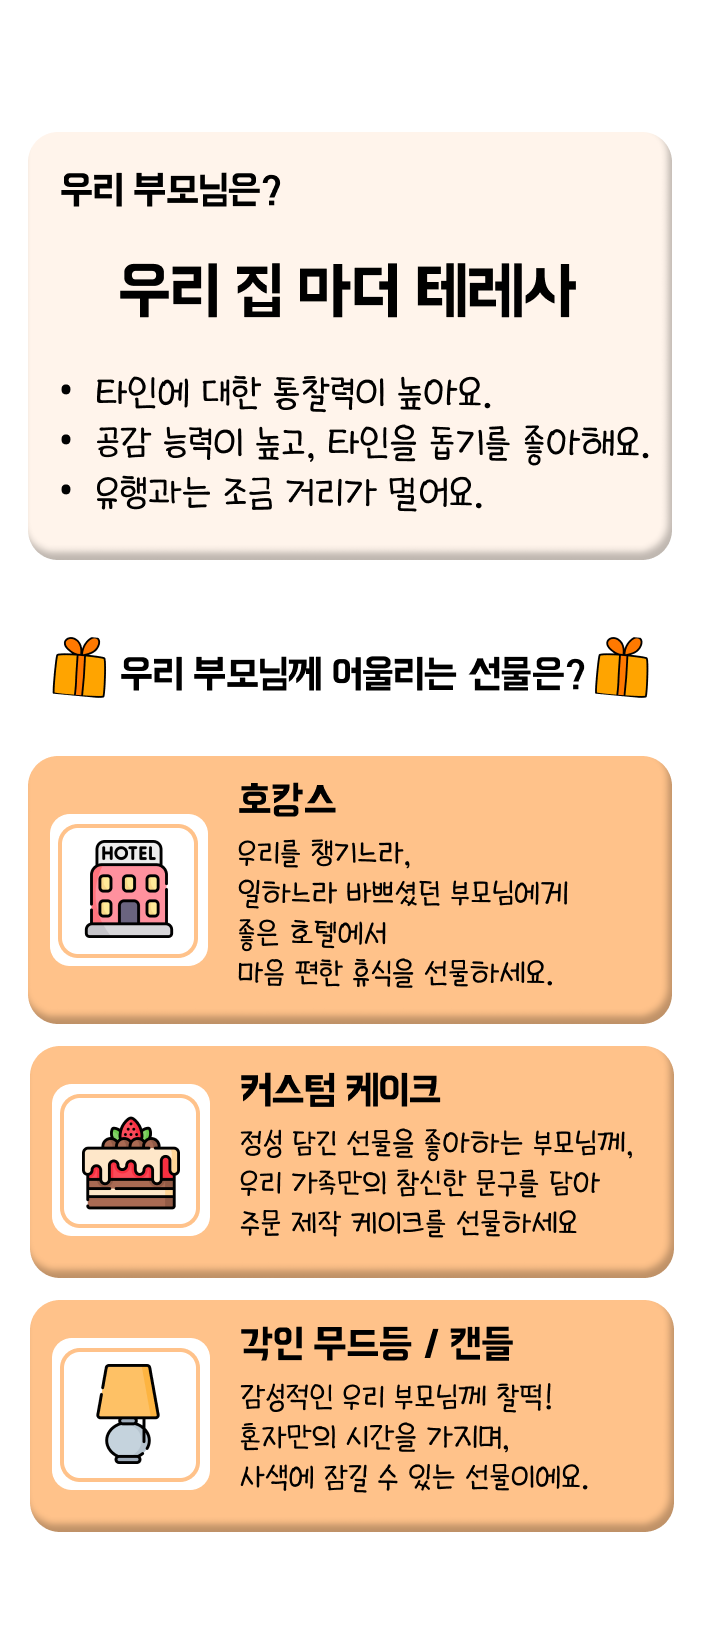 우리 부모님은?
우리 집 마더 테레사
• 타인에 대한 통찰력이 높아요.
• 공감 능력이 높고, 타인을 돕기를 좋아해요.
• 유행과는 조금 거리가 멀어요.
우리 부모님께 어울리는 선물은?
호캉스
HOTEL
우리를 챙기느라,
일하느라 바쁘셨던 부모님에게
좋은 호텔에서
마음 편한 휴식을 선물하세요.
커스텀 케이크
정성 담긴 선물을 좋아하는 부모님께,
우리 가족만의 참신한 문구를 담아
주문 제작 케이크를 선물하세요
각인 무드등 / 캔들
감성적인 우리 부모님께 찰떡!
혼자만의 시간을 가지며,
사색에 잠길 수 있는 선물이에요.